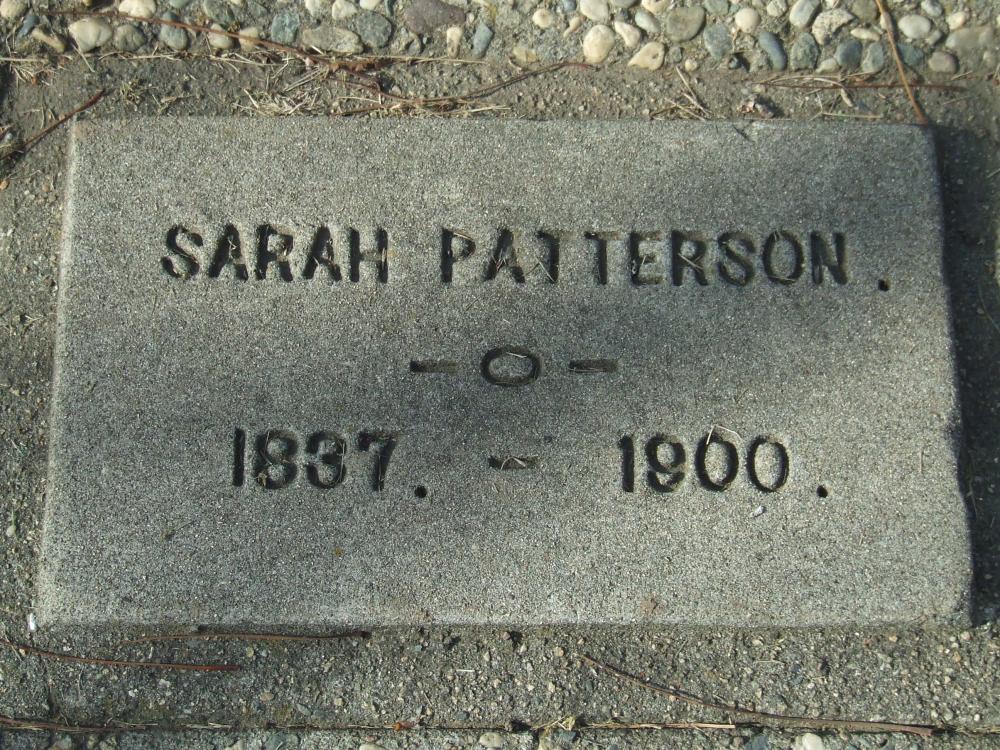 SARAH PATTERSON.
- O -
1837. - 1900.